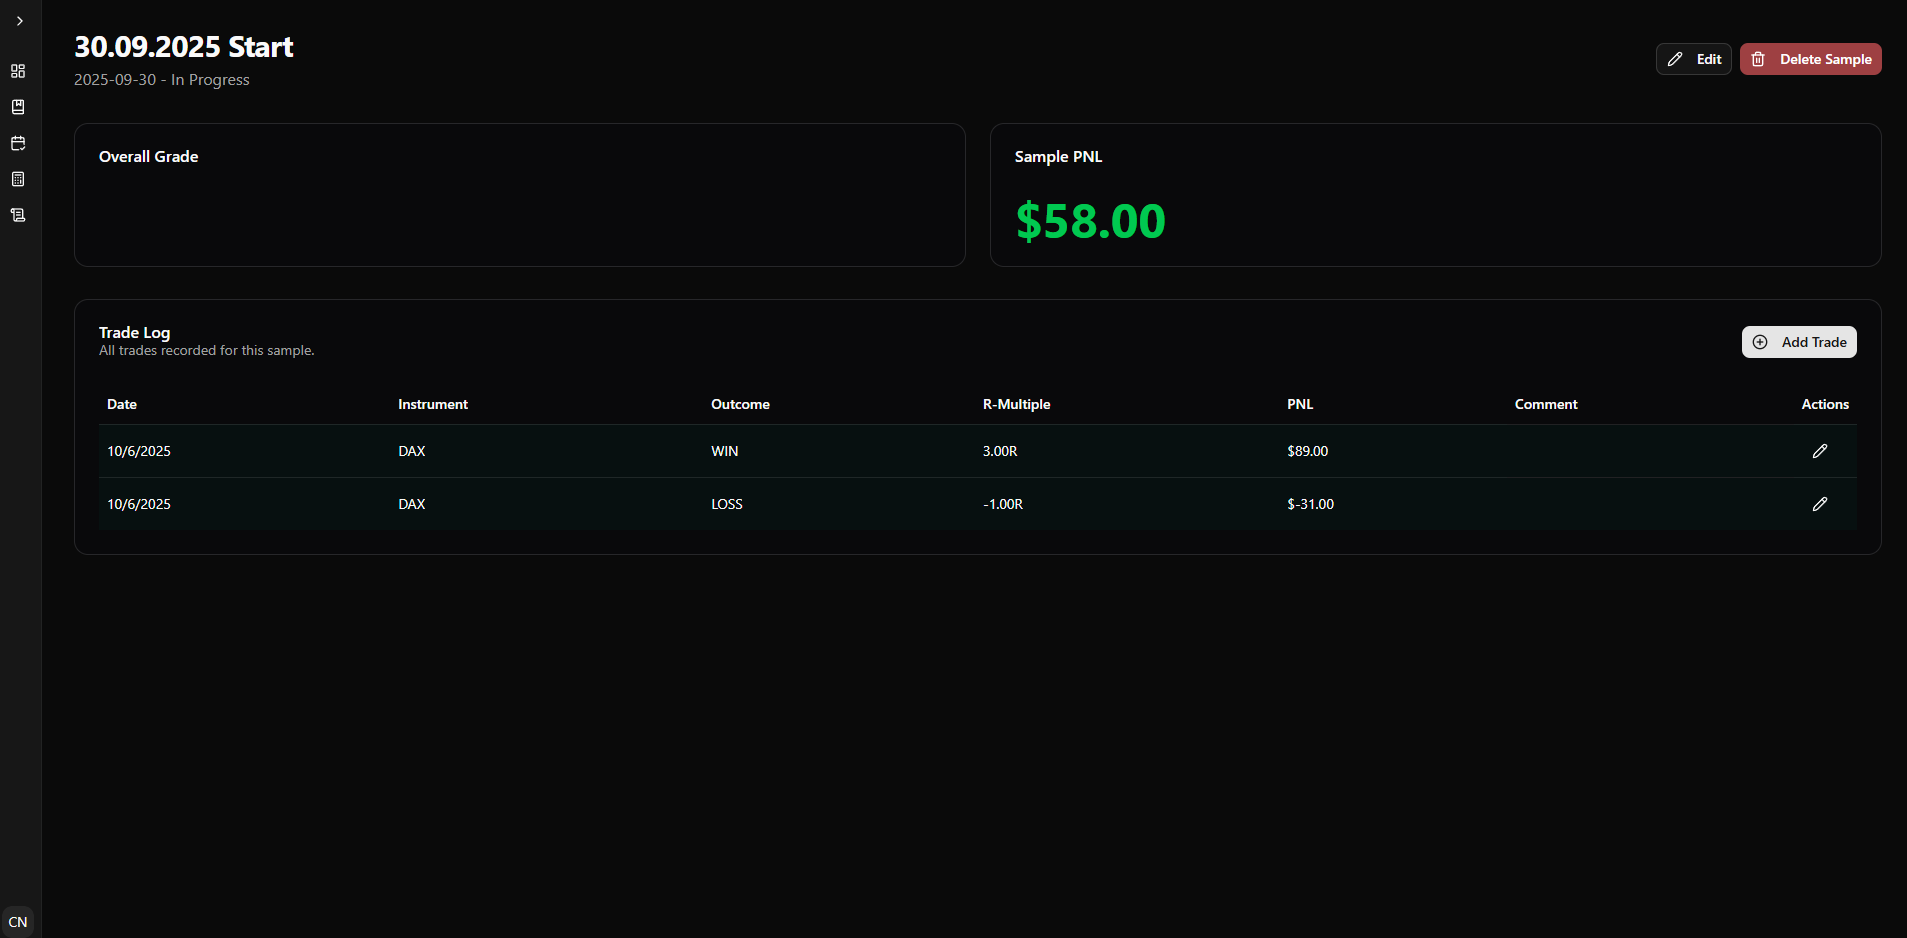 30.09.2025 Start
2025-09-30 - In Progress
Edit
Delete Sample
Overall Grade
Sample PNL
$58.00
Trade Log
All trades recorded for this sample.
Add Trade
Date Instrument Outcome R-Multiple PNL Comment Actions
10/6/2025 DAX WIN 3.00R $89.00
10/6/2025 DAX LOSS -1.00R $-31.00
CN